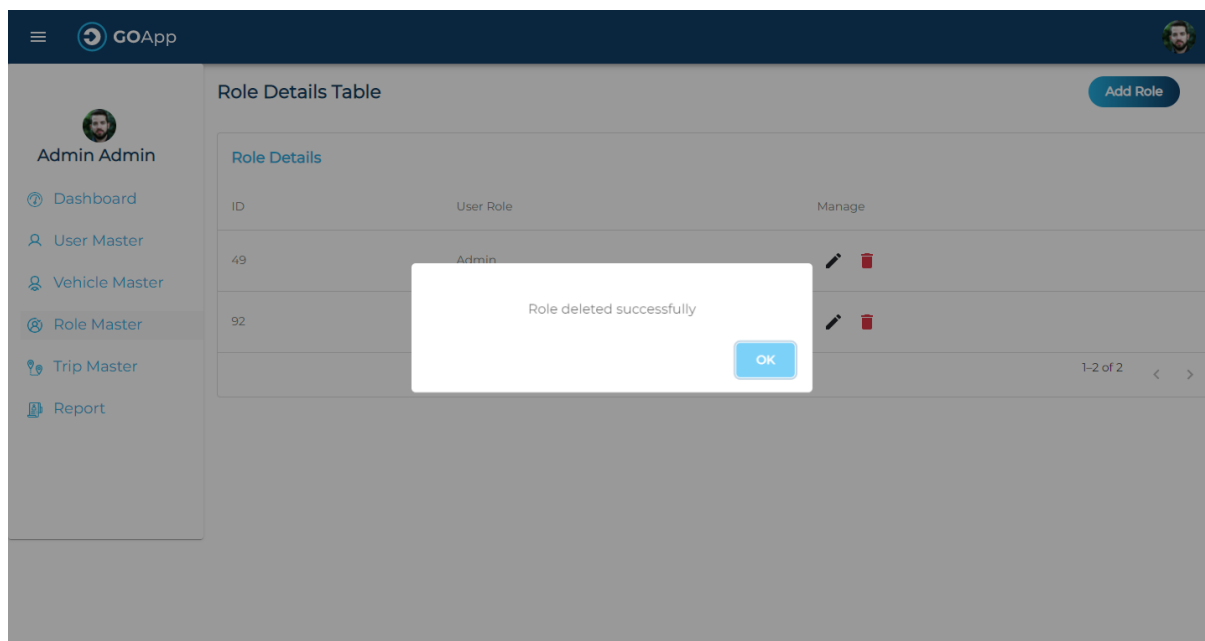 GOApp
Role Details Table
Add Role
Admin Admin
Dashboard
User Master
Vehicle Master
Role Master
Trip Master
Report
Role Details
ID User Role Manage
49 Admin
92
Role deleted successfully
OK
1–2 of 2